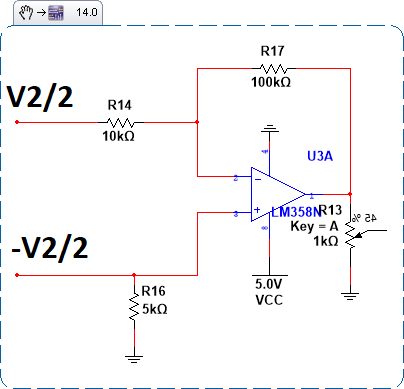 14.0
R17
100kΩ
V2/2
R14
10kΩ
4
U3A
2
1
3
LM358N
R13
45 %
Key = A
1kΩ
8
-V2/2
R16
5kΩ
5.0V
VCC